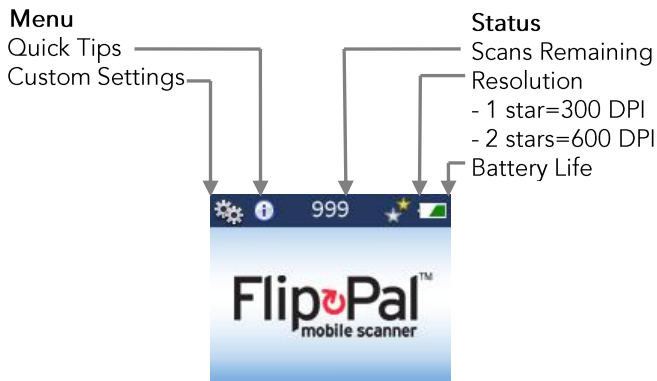 Menu
Quick Tips
Custom Settings
Status
Scans Remaining
Resolution
- 1 star=300 DPI
- 2 stars=600 DPI
Battery Life
i 999
FlipPal™
mobile scanner